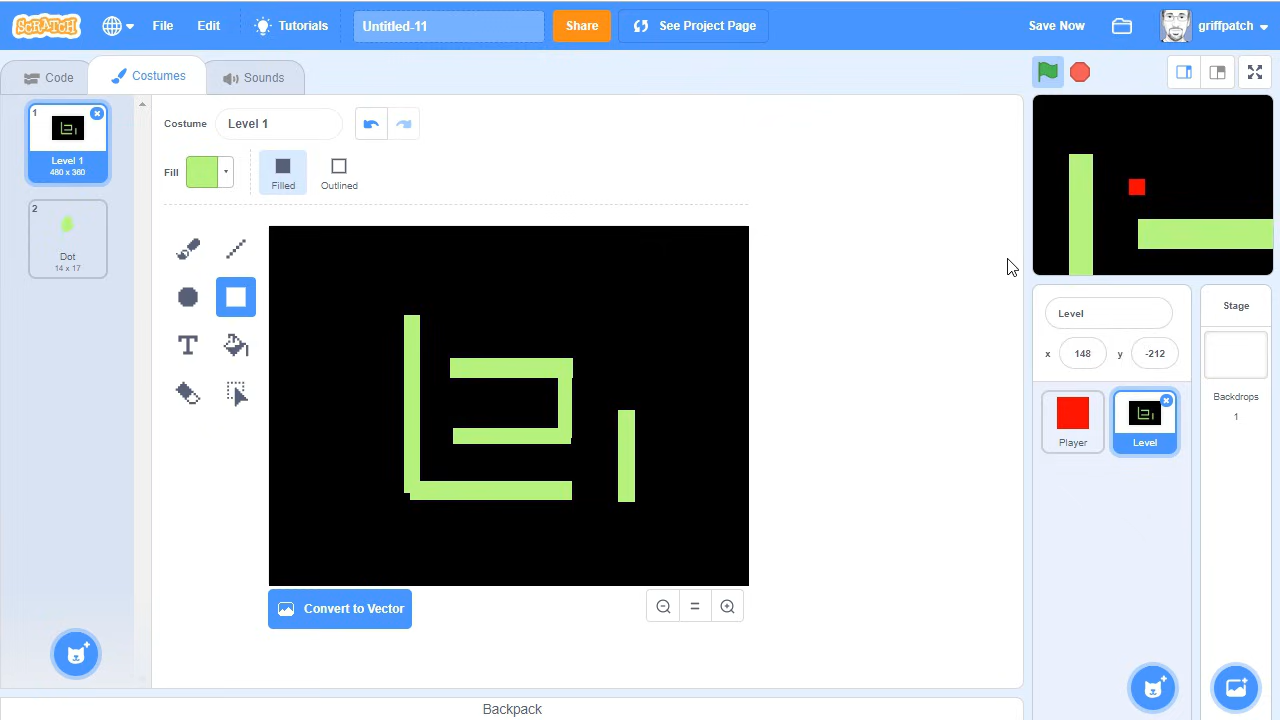 SCRATCH
File
Edit
Tutorials
Untitled-11
Share
See Project Page
Save Now
griffpatch
Code
Costumes
Sounds
1
Level 1
480 x 360
2
Dot
14 x 17
Costume
Level 1
Fill
Filled
Outlined
T
Convert to Vector
=
Level
x
148
y
-212
Player
Level
Stage
Backdrops
1
Backpack